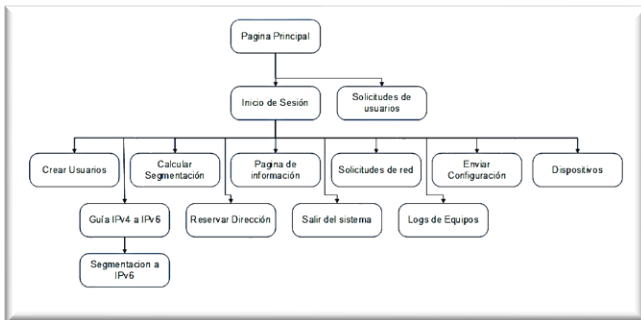 Pagina Principal
Inicio de Sesión
Solicitudes de
usuarios
Crear Usuarios
Calcular
Segmentación
Pagina de
información
Solicitudes de red
Enviar
Configuración
Dispositivos
Guía IPv4 a IPv6
Reservar Dirección
Salir del sistema
Logs de Equipos
Segmentacion a
IPv6